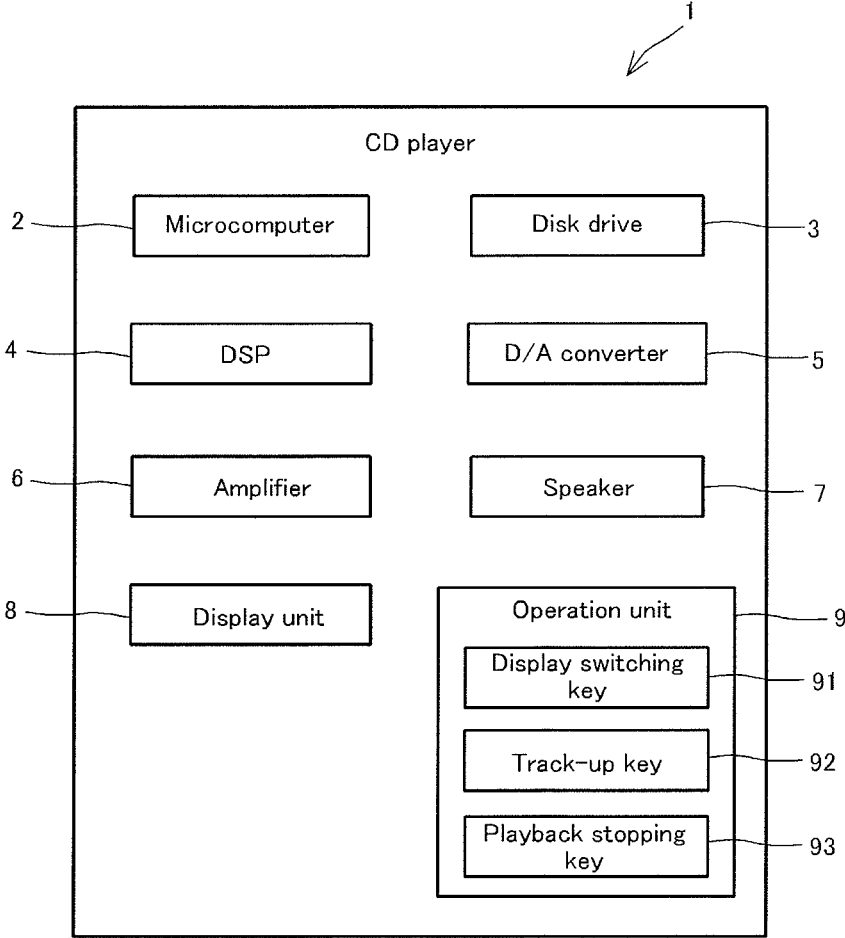 1
CD player
2
Microcomputer
Disk drive
3
4
DSP
D/A converter
5
6
Amplifier
Speaker
7
8
Display unit
Operation unit
9
Display switching
key
91
Track-up key
92
Playback stopping
key
93